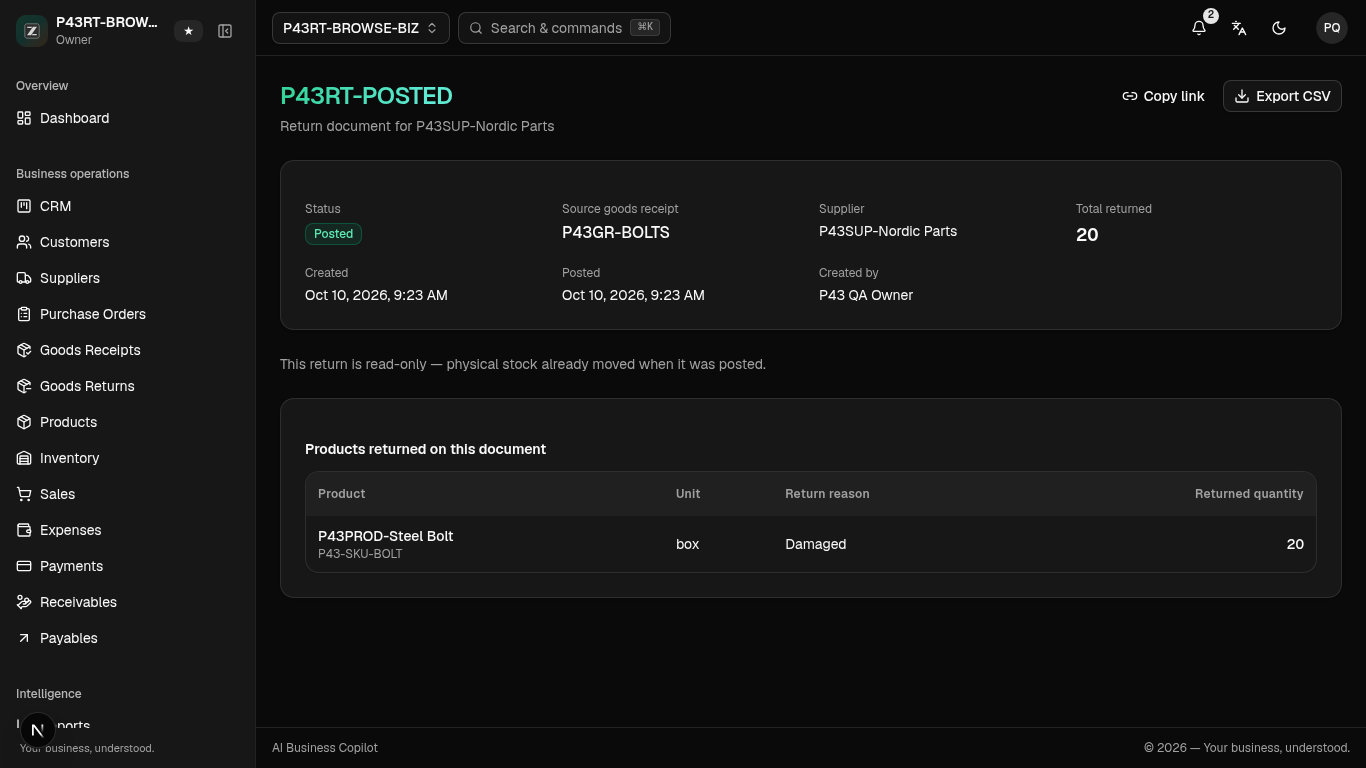 P43RT-BROW...
Owner
P43RT-BROWSE-BIZ
Search & commands
⌘K
2
PQ
Overview
Dashboard
Business operations
CRM
Customers
Suppliers
Purchase Orders
Goods Receipts
Goods Returns
Products
Inventory
Sales
Expenses
Payments
Receivables
Payables
Intelligence
ports
Your business, understood.
P43RT-POSTED
Return document for P43SUP-Nordic Parts
Copy link
Export CSV
Status
Posted
Source goods receipt
P43GR-BOLTS
Supplier
P43SUP-Nordic Parts
Total returned
20
Created
Oct 10, 2026, 9:23 AM
Posted
Oct 10, 2026, 9:23 AM
Created by
P43 QA Owner
This return is read-only — physical stock already moved when it was posted.
Products returned on this document
Product Unit Return reason Returned quantity
P43PROD-Steel Bolt
P43-SKU-BOLT
box
Damaged
20
AI Business Copilot
© 2026 — Your business, understood.